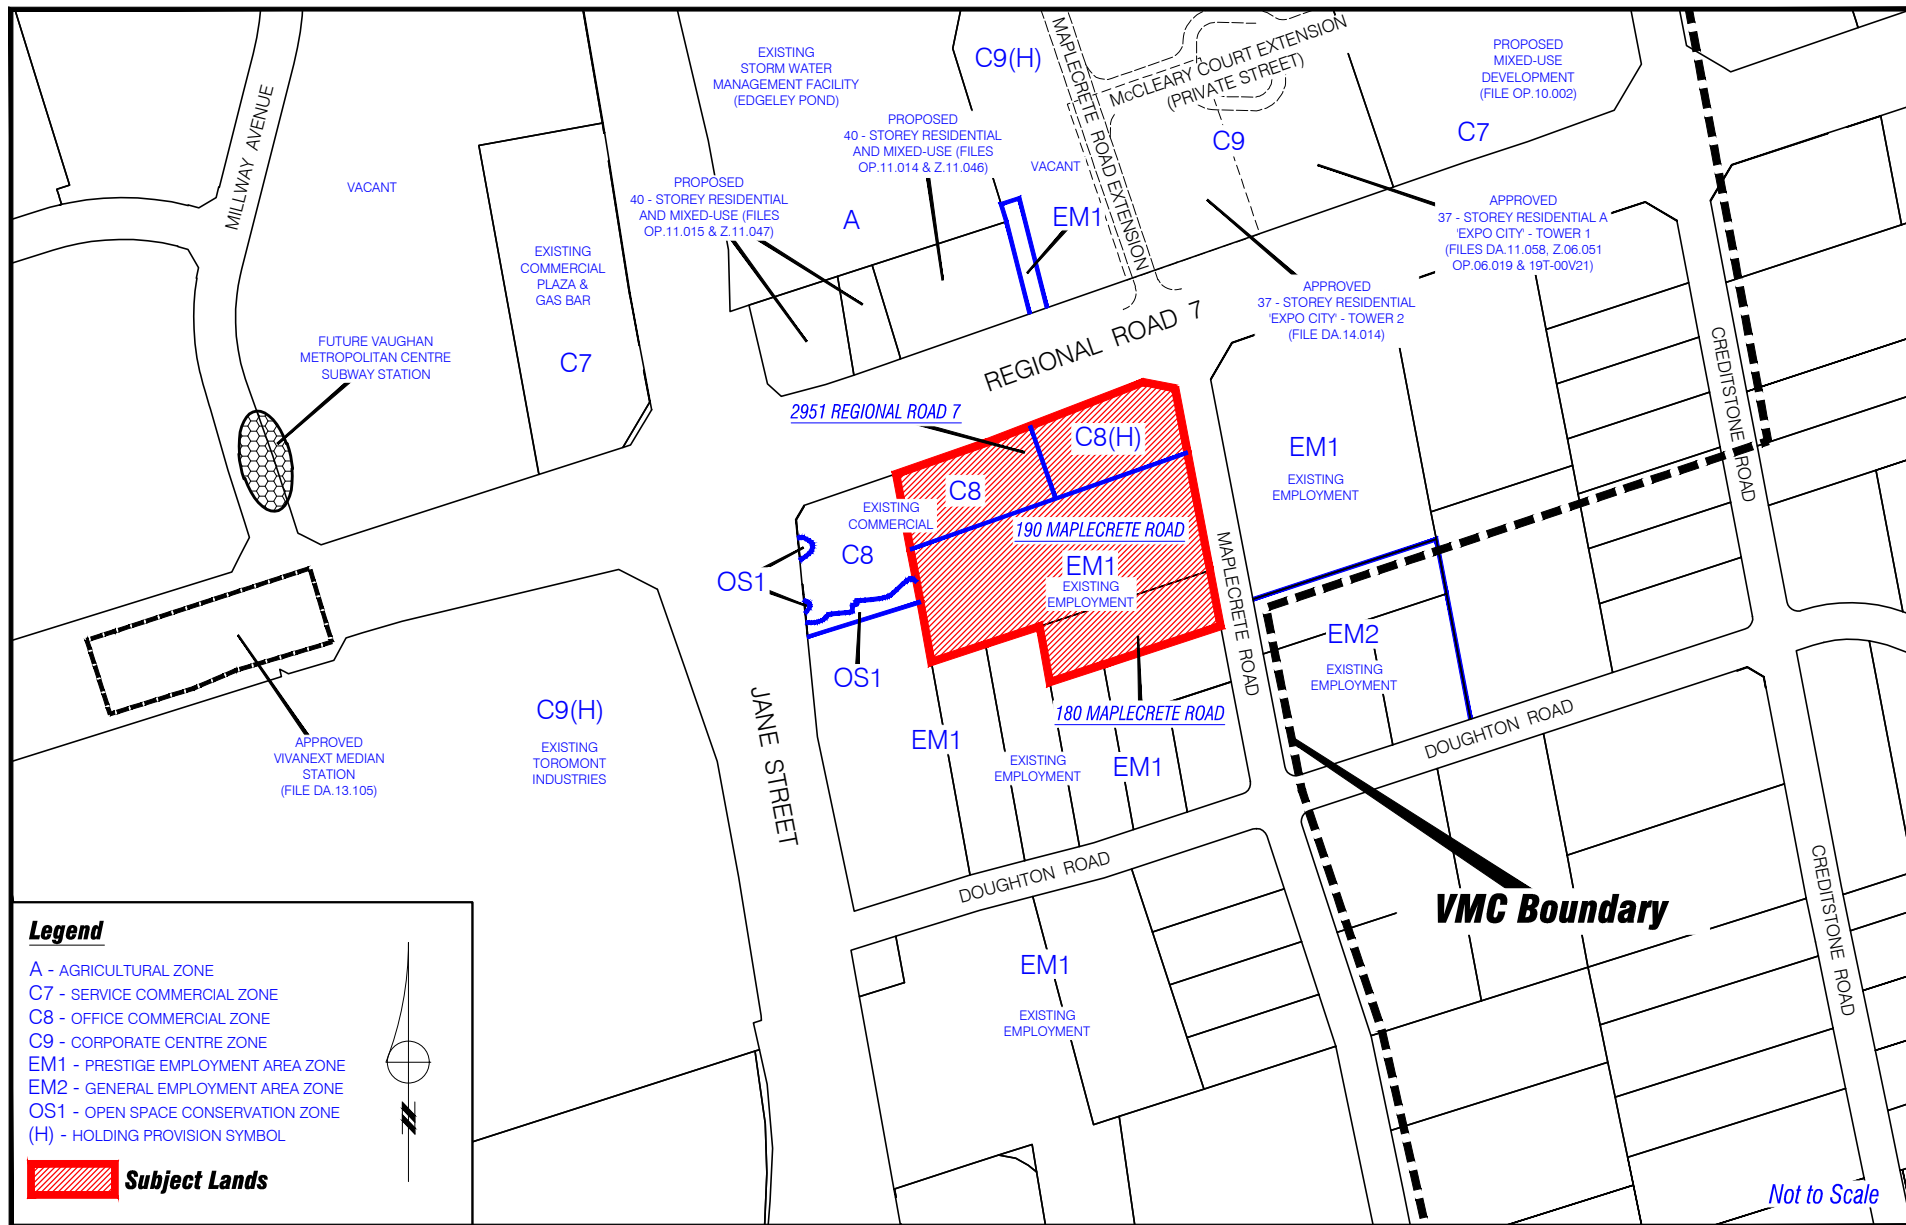 EXISTING
STORM WATER
MANAGEMENT FACILITY
(EDGELEY POND)
C9(H)
MAPLECRETE ROAD EXTENSION
McCLEARY COURT EXTENSION
(PRIVATE STREET)
PROPOSED
MIXED-USE
DEVELOPMENT
(FILE OP.10.002)
C7
C9
MILLWAY AVENUE
VACANT
PROPOSED
40 - STOREY RESIDENTIAL
AND MIXED-USE (FILES
OP.11.014 & Z.11.046)
VACANT
PROPOSED
40 - STOREY RESIDENTIAL
AND MIXED-USE (FILES
OP.11.015 & Z.11.047)
A
EM1
APPROVED
37 - STOREY RESIDENTIAL A
'EXPO CITY' - TOWER 1
(FILES DA.11.058, Z.06.051
OP.06.019 & 19T-00V21)
EXISTING
COMMERCIAL
PLAZA &
GAS BAR
C7
APPROVED
37 - STOREY RESIDENTIAL
'EXPO CITY' - TOWER 2
(FILE DA.14.014)
FUTURE VAUGHAN
METROPOLITAN CENTRE
SUBWAY STATION
REGIONAL ROAD 7
CREDITSTONE ROAD
2951 REGIONAL ROAD 7
C8(H)
EM1
EXISTING
EMPLOYMENT
C8
EXISTING
COMMERCIAL
C8
190 MAPLECRETE ROAD
EM1
EXISTING
EMPLOYMENT
MAPLECRETE ROAD
OS1
OS1
EM2
EXISTING
EMPLOYMENT
180 MAPLECRETE ROAD
C9(H)
EXISTING
TOROMONT
INDUSTRIES
APPROVED
VIVANEXT MEDIAN
STATION
(FILE DA.13.105)
JANE STREET
EM1
EXISTING
EMPLOYMENT
EM1
DOUGHTON ROAD
DOUGHTON ROAD
VMC Boundary
CREDITSTONE ROAD
EM1
EXISTING
EMPLOYMENT
Legend
A - AGRICULTURAL ZONE
C7 - SERVICE COMMERCIAL ZONE
C8 - OFFICE COMMERCIAL ZONE
C9 - CORPORATE CENTRE ZONE
EM1 - PRESTIGE EMPLOYMENT AREA ZONE
EM2 - GENERAL EMPLOYMENT AREA ZONE
OS1 - OPEN SPACE CONSERVATION ZONE
(H) - HOLDING PROVISION SYMBOL
N
Subject Lands
Not to Scale